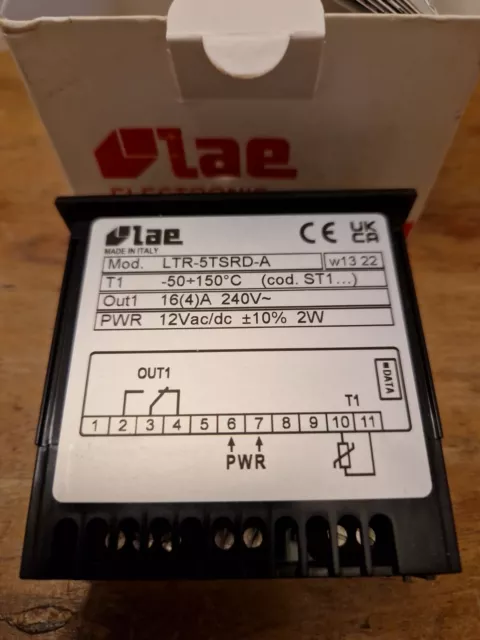 lae
ELECTRONIC
lae
MADE IN ITALY
CE UK CA
Mod. LTR-5TSRD-A w13 22
T1 -50+150°C (cod. ST1...)
Out1 16(4)A 240V~
PWR 12Vac/dc ±10% 2W
OUT1
DATA
T1
1 2 3 4 5 6 7 8 9 10 11
PWR